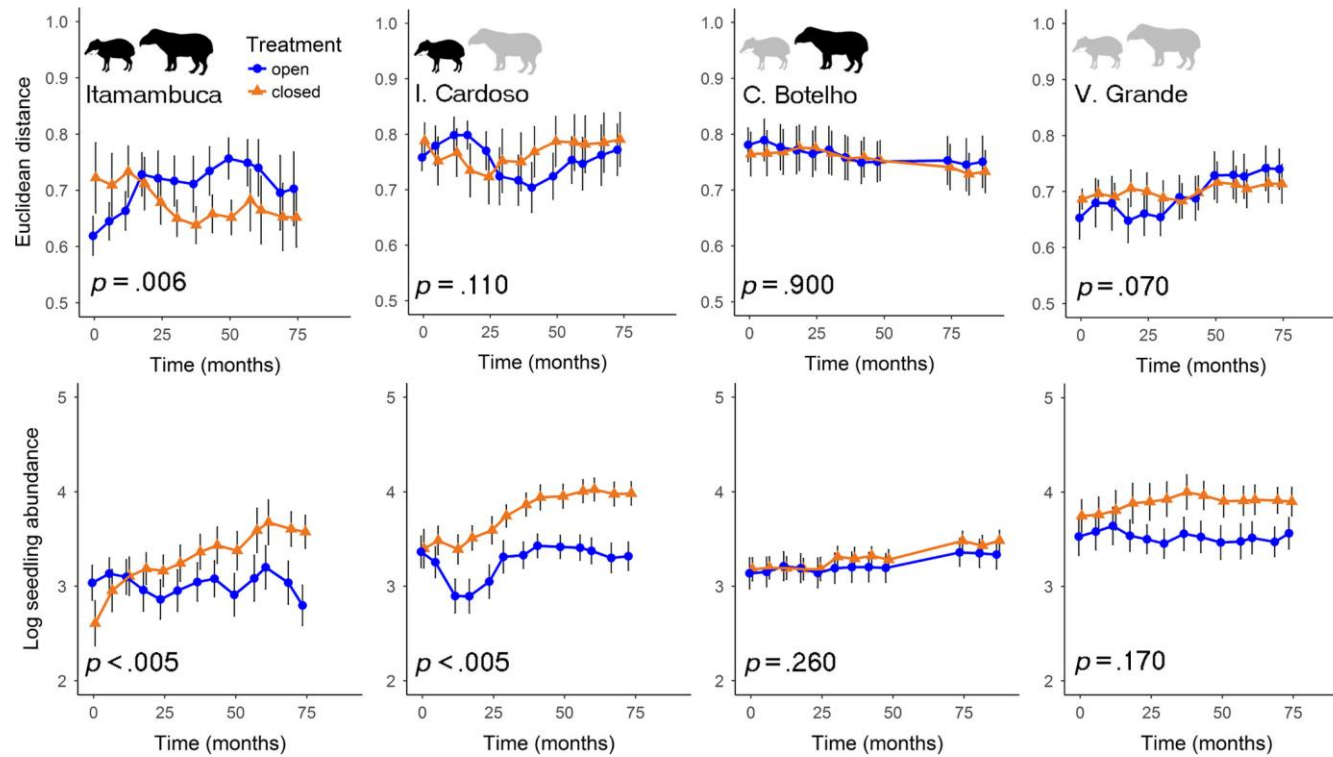 Treatment
open
closed
Itamambuca
I. Cardoso
C. Botelho
V. Grande
Euclidean distance
1.0
0.9
0.8
0.7
0.6
0.5
p = .006
0 25 50 75
Time (months)
1.0
0.9
0.8
0.7
0.6
0.5
p = .110
0 25 50 75
Time (months)
1.0
0.9
0.8
0.7
0.6
0.5
p = .900
0 25 50 75
Time (months)
1.0
0.9
0.8
0.7
0.6
0.5
p = .070
0 25 50 75
Time (months)
Log seedling abundance
5
4
3
2
p < .005
0 25 50 75
Time (months)
5
4
3
2
p < .005
0 25 50 75
Time (months)
5
4
3
2
p = .260
0 25 50 75
Time (months)
5
4
3
2
p = .170
0 25 50 75
Time (months)